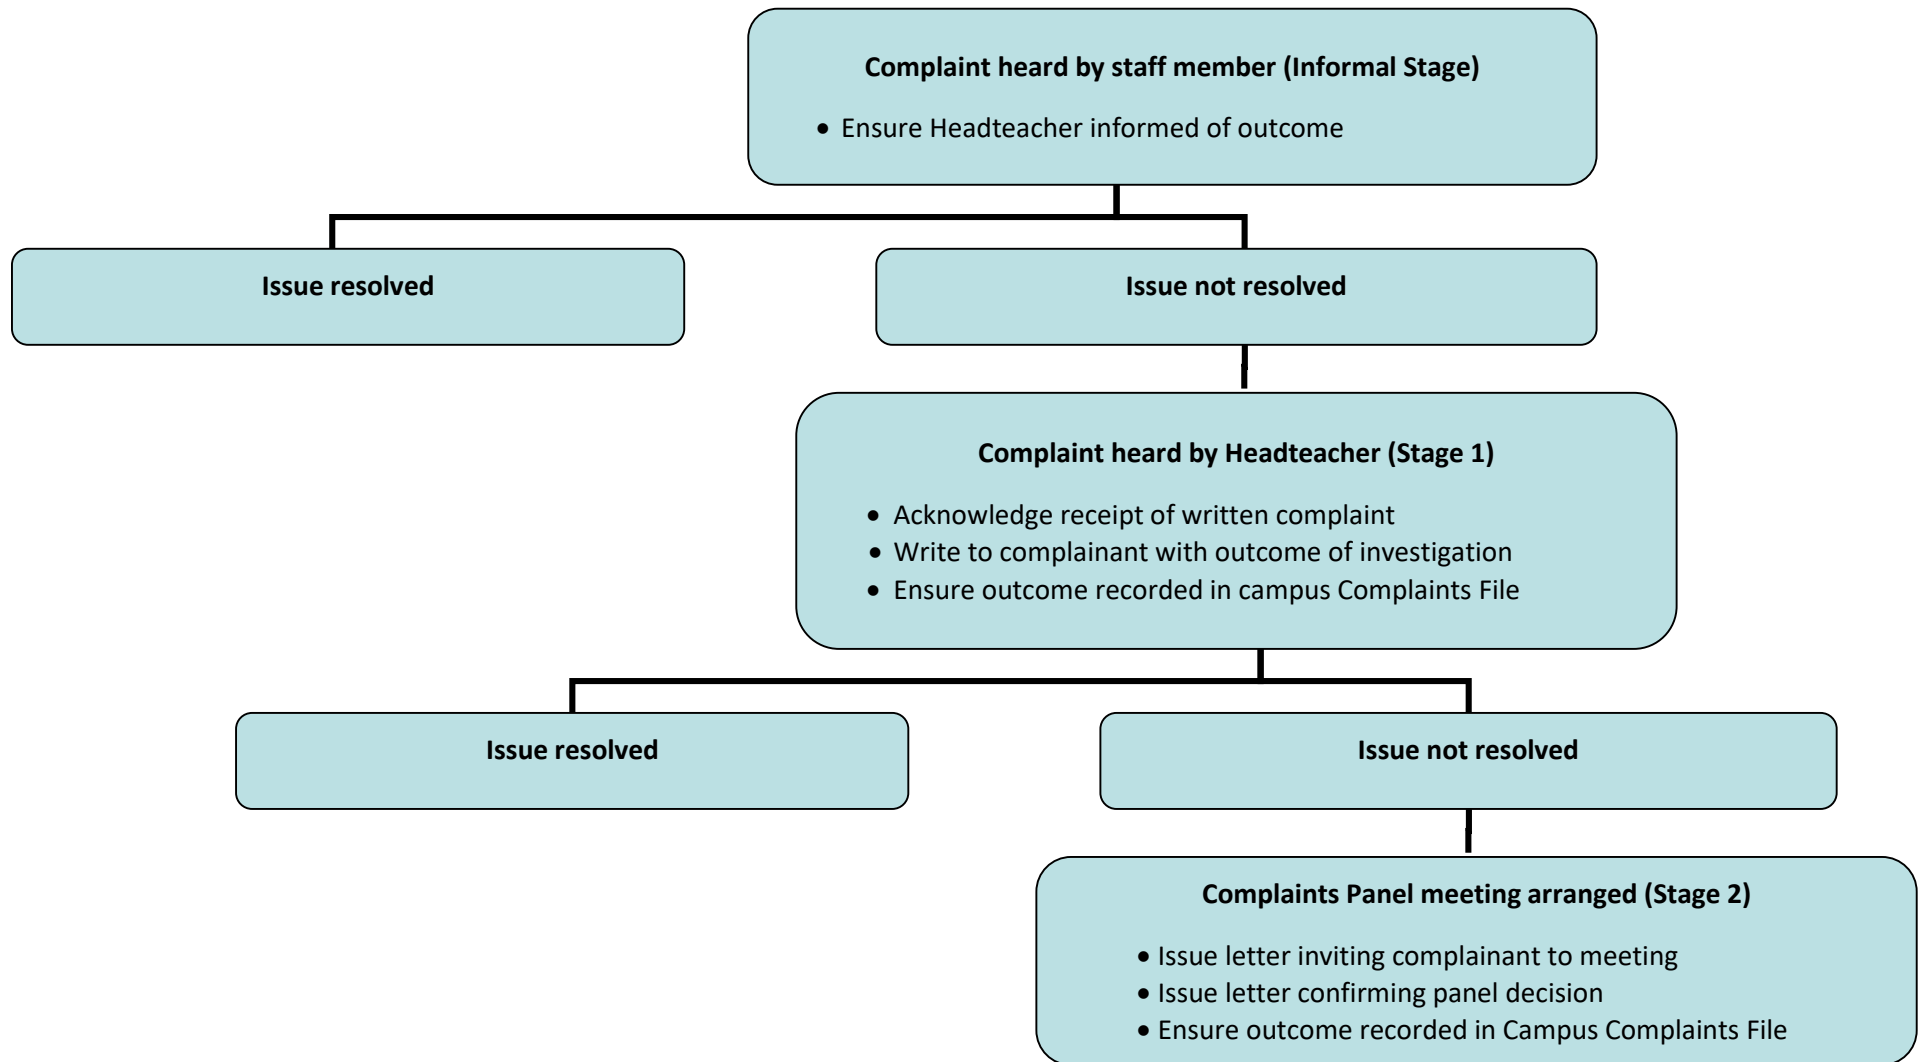 Complaint heard by staff member (Informal Stage)
• Ensure Headteacher informed of outcome
Issue resolved
Issue not resolved
Complaint heard by Headteacher (Stage 1)
• Acknowledge receipt of written complaint
• Write to complainant with outcome of investigation
• Ensure outcome recorded in campus Complaints File
Issue resolved
Issue not resolved
Complaints Panel meeting arranged (Stage 2)
• Issue letter inviting complainant to meeting
• Issue letter confirming panel decision
• Ensure outcome recorded in Campus Complaints File